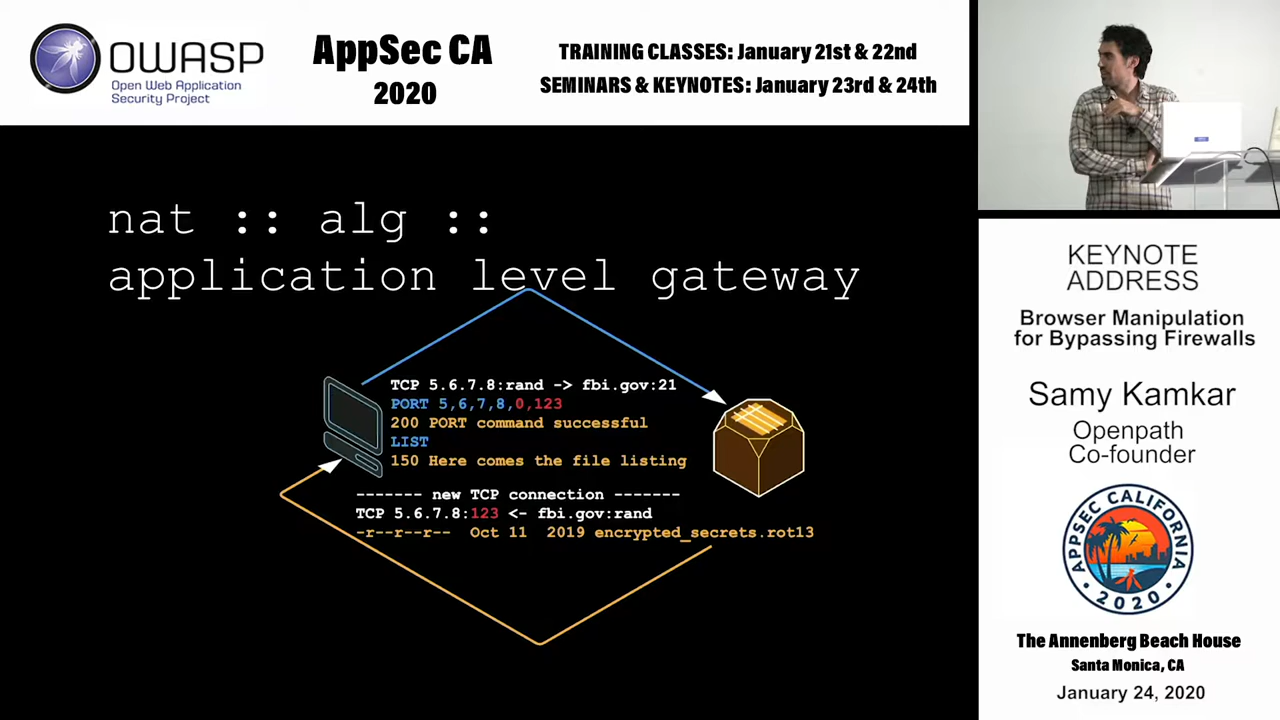 OWASP
Open Web Application
Security Project
AppSec CA
2020
TRAINING CLASSES: January 21st & 22nd
SEMINARS & KEYNOTES: January 23rd & 24th
nat :: alg ::
application level gateway
TCP 5.6.7.8:rand -> fbi.gov:21
PORT 5,6,7,8,0,123
200 PORT command successful
LIST
150 Here comes the file listing
------- new TCP connection -------
TCP 5.6.7.8:123 <- fbi.gov:rand
-r--r--r-- Oct 11 2019 encrypted_secrets.rot13
KEYNOTE
ADDRESS
Browser Manipulation
for Bypassing Firewalls
Samy Kamkar
Openpath
Co-founder
APPSEC CALIFORNIA
• 2020 •
The Annenberg Beach House
Santa Monica, CA
January 24, 2020